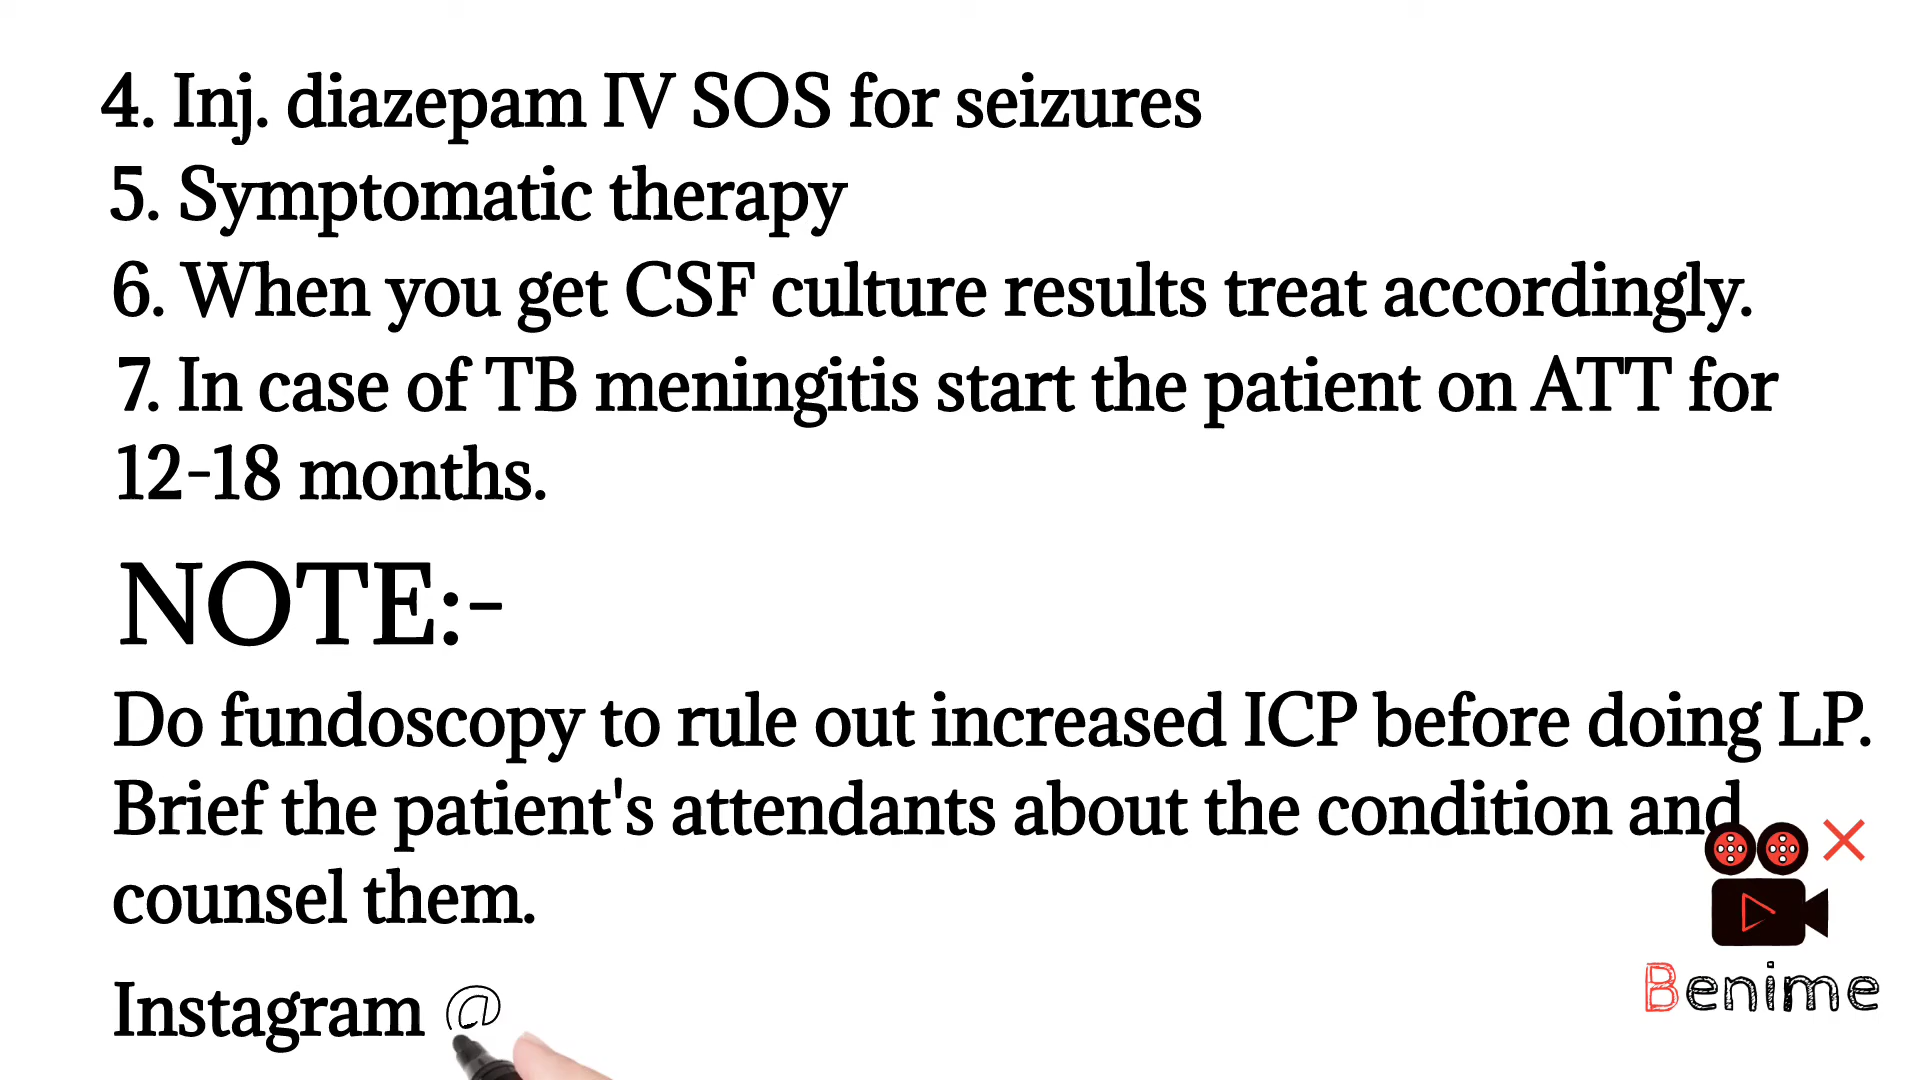 4. Inj. diazepam IV SOS for seizures
5. Symptomatic therapy
6. When you get CSF culture results treat accordingly.
7. In case of TB meningitis start the patient on ATT for
12-18 months.
NOTE:-
Do fundoscopy to rule out increased ICP before doing LP.
Brief the patient's attendants about the condition and
counsel them.
Instagram @
Benime